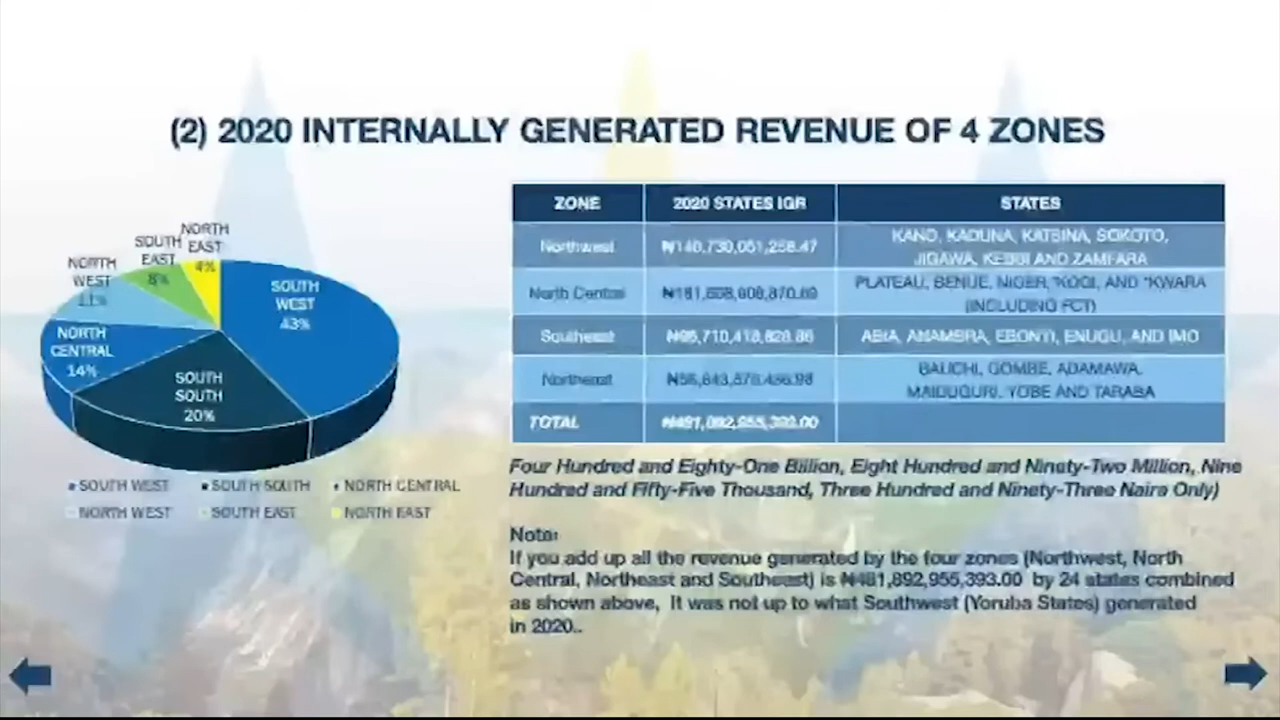 (2) 2020 INTERNALLY GENERATED REVENUE OF 4 ZONES
NORTH
EAST
4%
SOUTH
EAST
8%
NORTH
WEST
11%
SOUTH
WEST
43%
NORTH
CENTRAL
14%
SOUTH
SOUTH
20%
SOUTH WEST
SOUTH SOUTH
NORTH CENTRAL
NORTH WEST
SOUTH EAST
NORTH EAST
ZONE
2020 STATES IGR
STATES
Northwest
KANO, KADUNA, KATSINA, SOKOTO,
JIGAWA, KEBBI AND ZAMFARA
North Central
PLATEAU, BENUE, NIGER, *KOGI, AND *KWARA
(INCLUDING FCT)
Southeast
ABIA, ANAMBRA, EBONYI, ENUGU, AND IMO
Northeast
BAUCHI, GOMBE, ADAMAWA,
MAIDUGURI, YOBE AND TARABA
TOTAL
Four Hundred and Eighty-One Billion, Eight Hundred and Ninety-Two Million, Nine
Hundred and Fifty-Five Thousand, Three Hundred and Ninety-Three Naira Only)
Note:
If you add up all the revenue generated by the four zones (Northwest, North
Central, Northeast and Southeast) is ₦481,892,955,393.00 by 24 states combined
as shown above, It was not up to what Southwest (Yoruba States) generated
in 2020..